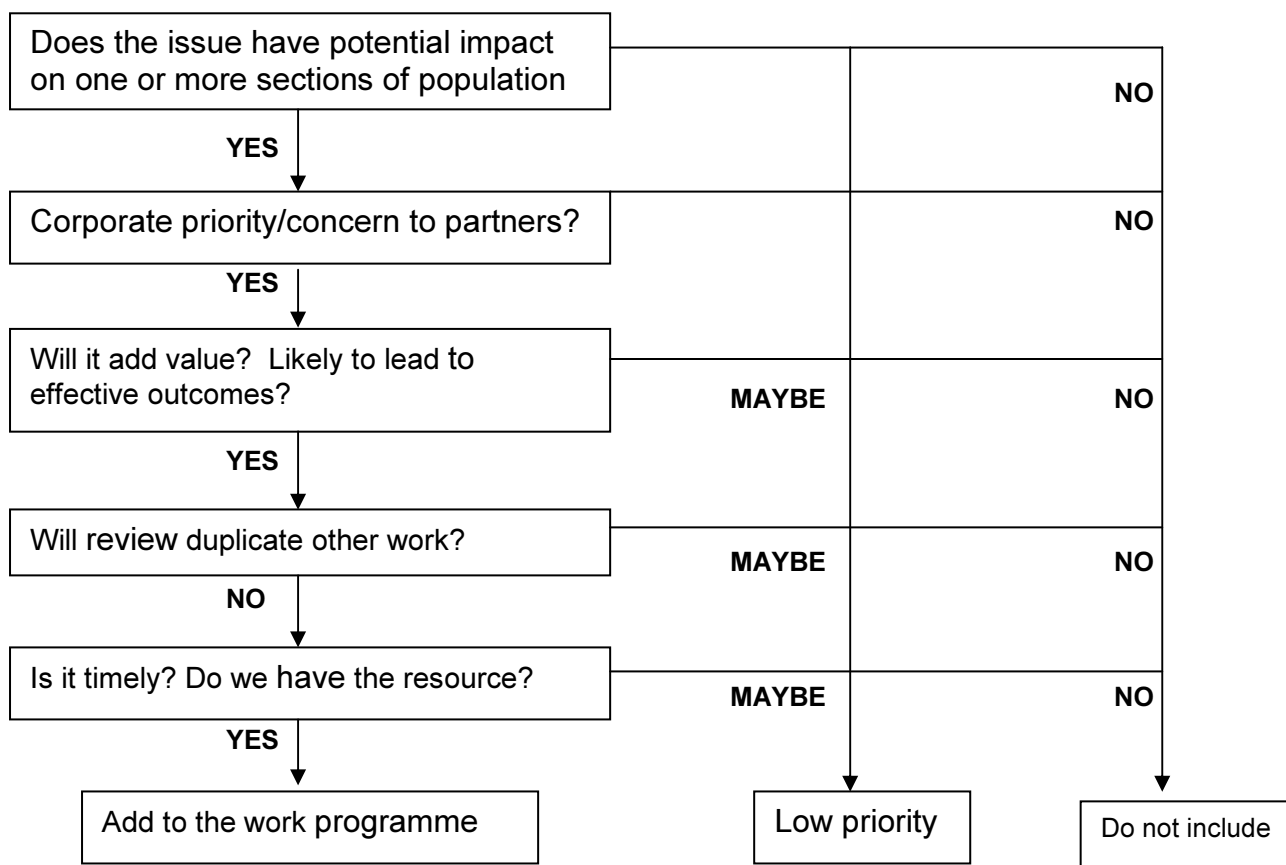 Does the issue have potential impact
on one or more sections of population
NO
YES
Corporate priority/concern to partners?
NO
YES
Will it add value?  Likely to lead to
effective outcomes?
MAYBE
NO
YES
Will review duplicate other work?
MAYBE
NO
NO
Is it timely? Do we have the resource?
MAYBE
NO
YES
Add to the work programme
Low priority
Do not include